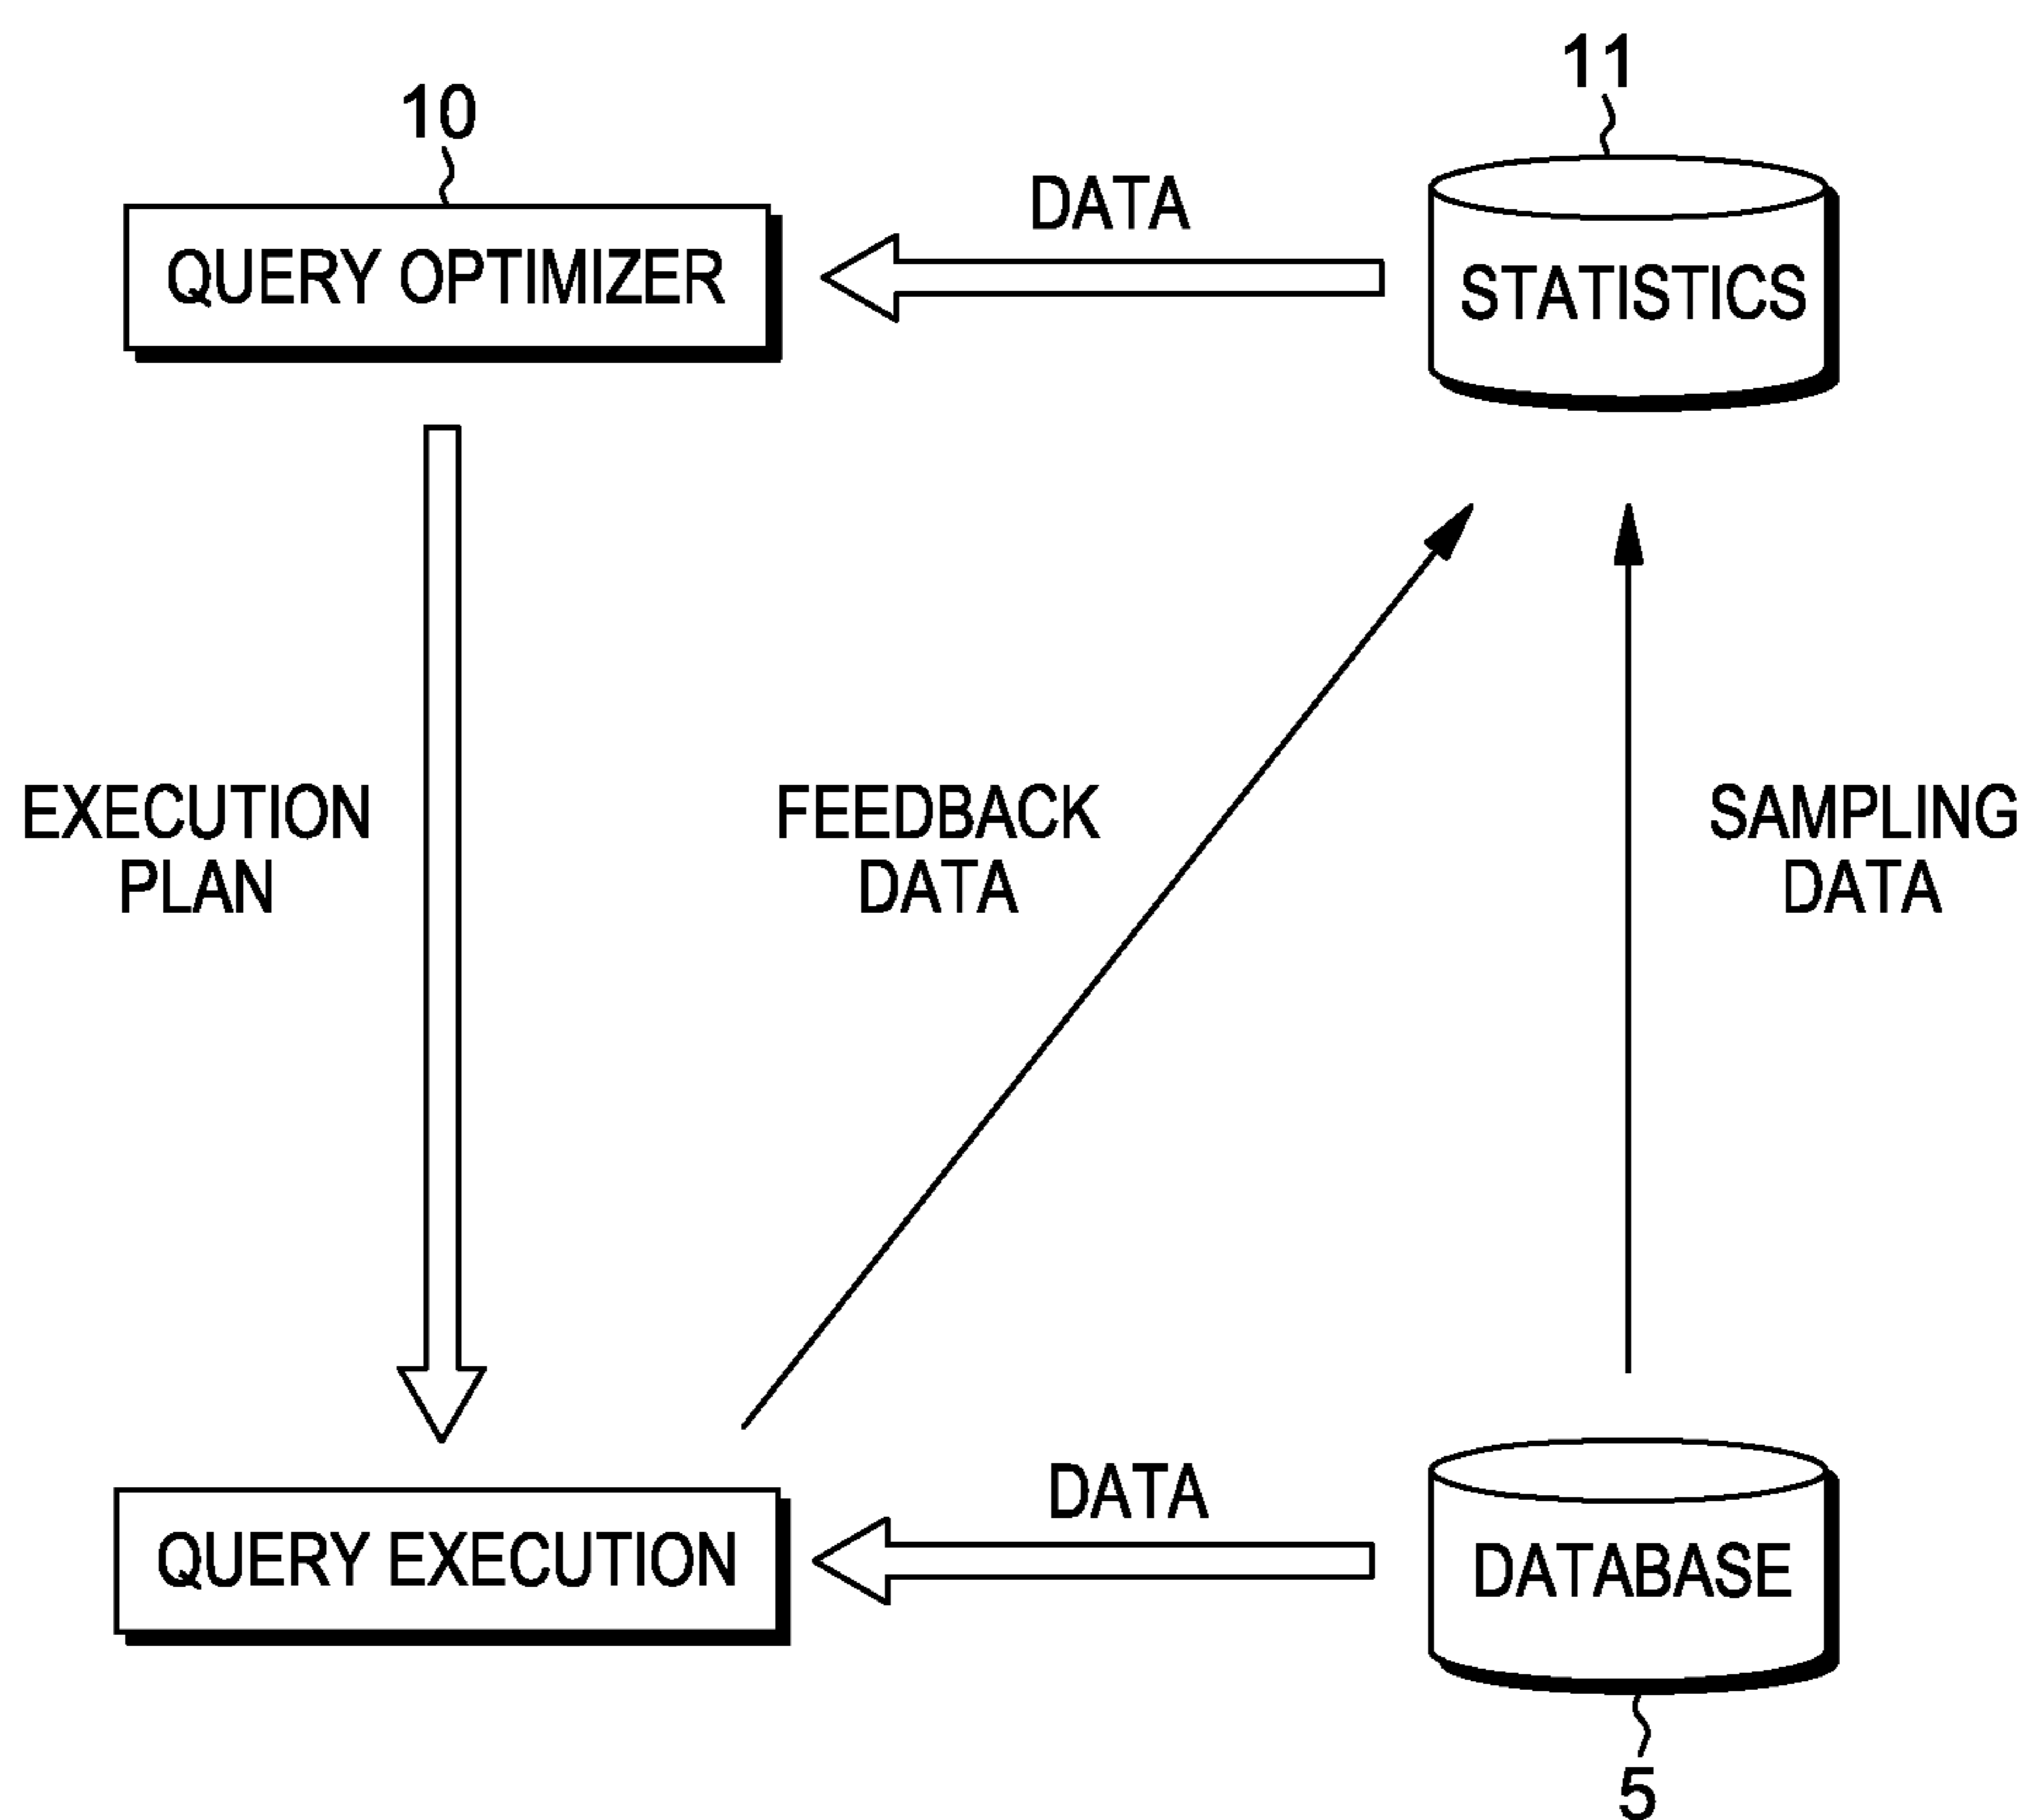 11
10
DATA
QUERY OPTIMIZER
STATISTICS
EXECUTION
PLAN
FEEDBACK
DATA
SAMPLING
DATA
DATA
QUERY EXECUTION
DATABASE
5